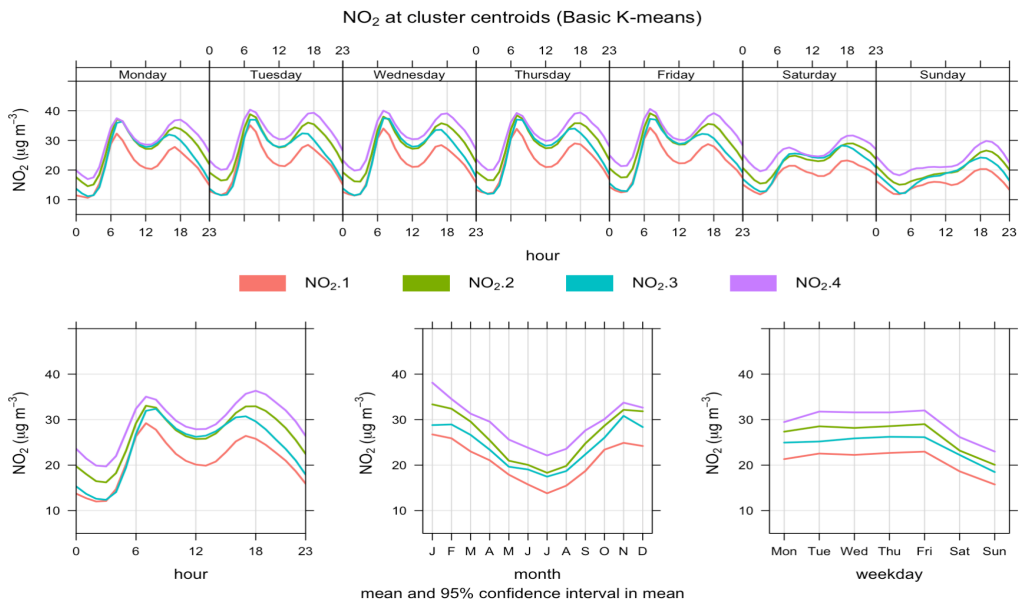 NO₂ at cluster centroids (Basic K-means)
0 6 12 18 23 0 6 12 18 23 0 6 12 18 23
Monday Tuesday Wednesday Thursday Friday Saturday Sunday
NO₂ (μg m⁻³)
40
30
20
10
0 6 12 18 23 0 6 12 18 23 0 6 12 18 23 0 6 12 18 23
hour
NO₂.1 NO₂.2 NO₂.3 NO₂.4
NO₂ (μg m⁻³)
40
30
20
10
0 6 12 18 23
hour
NO₂ (μg m⁻³)
40
30
20
10
J F M A M J J A S O N D
month
NO₂ (μg m⁻³)
40
30
20
10
Mon Tue Wed Thu Fri Sat Sun
weekday
mean and 95% confidence interval in mean